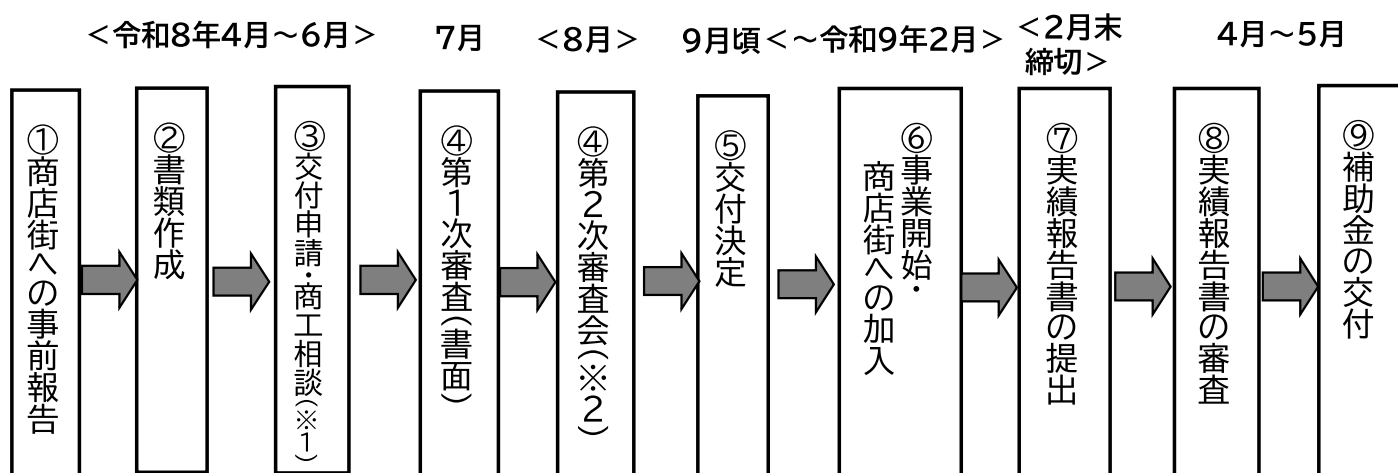 ＜令和8年4月～6月＞
7月
＜8月＞
9月頃
＜～令和9年2月＞
＜2月末
締切＞
4月～5月
①商店街への事前報告
②書類作成
③交付申請・商工相談(※1)
④第1次審査(書面)
④第2次審査会(※2)
⑤交付決定
⑥事業開始・
商店街への加入
⑦実績報告書の提出
⑧実績報告書の審査
⑨補助金の交付